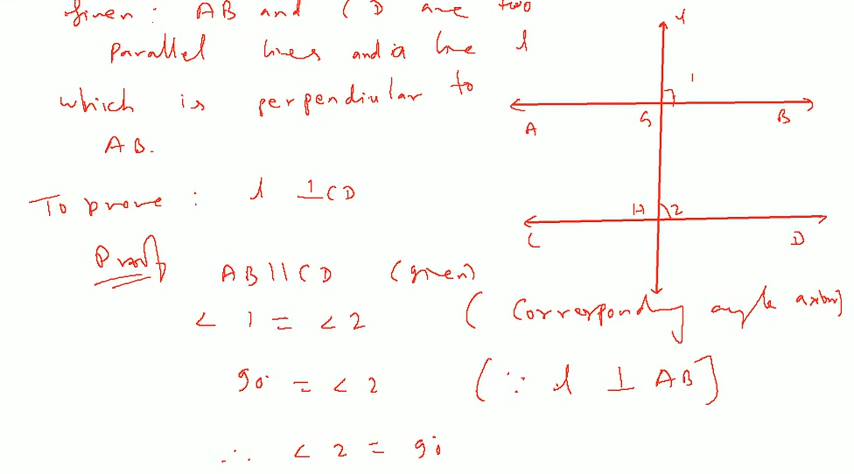 Given : AB and CD are two
parallel lines and a line l
which is perpendiular to
AB.
To prove : l ⊥ CD
Proof
AB || CD (given)
< 1 = < 2 (Corresponding angle axiom)
90° = < 2 (∵ l ⊥ AB]
∴ < 2 = 90°
l
1
A G B
H 2
C D